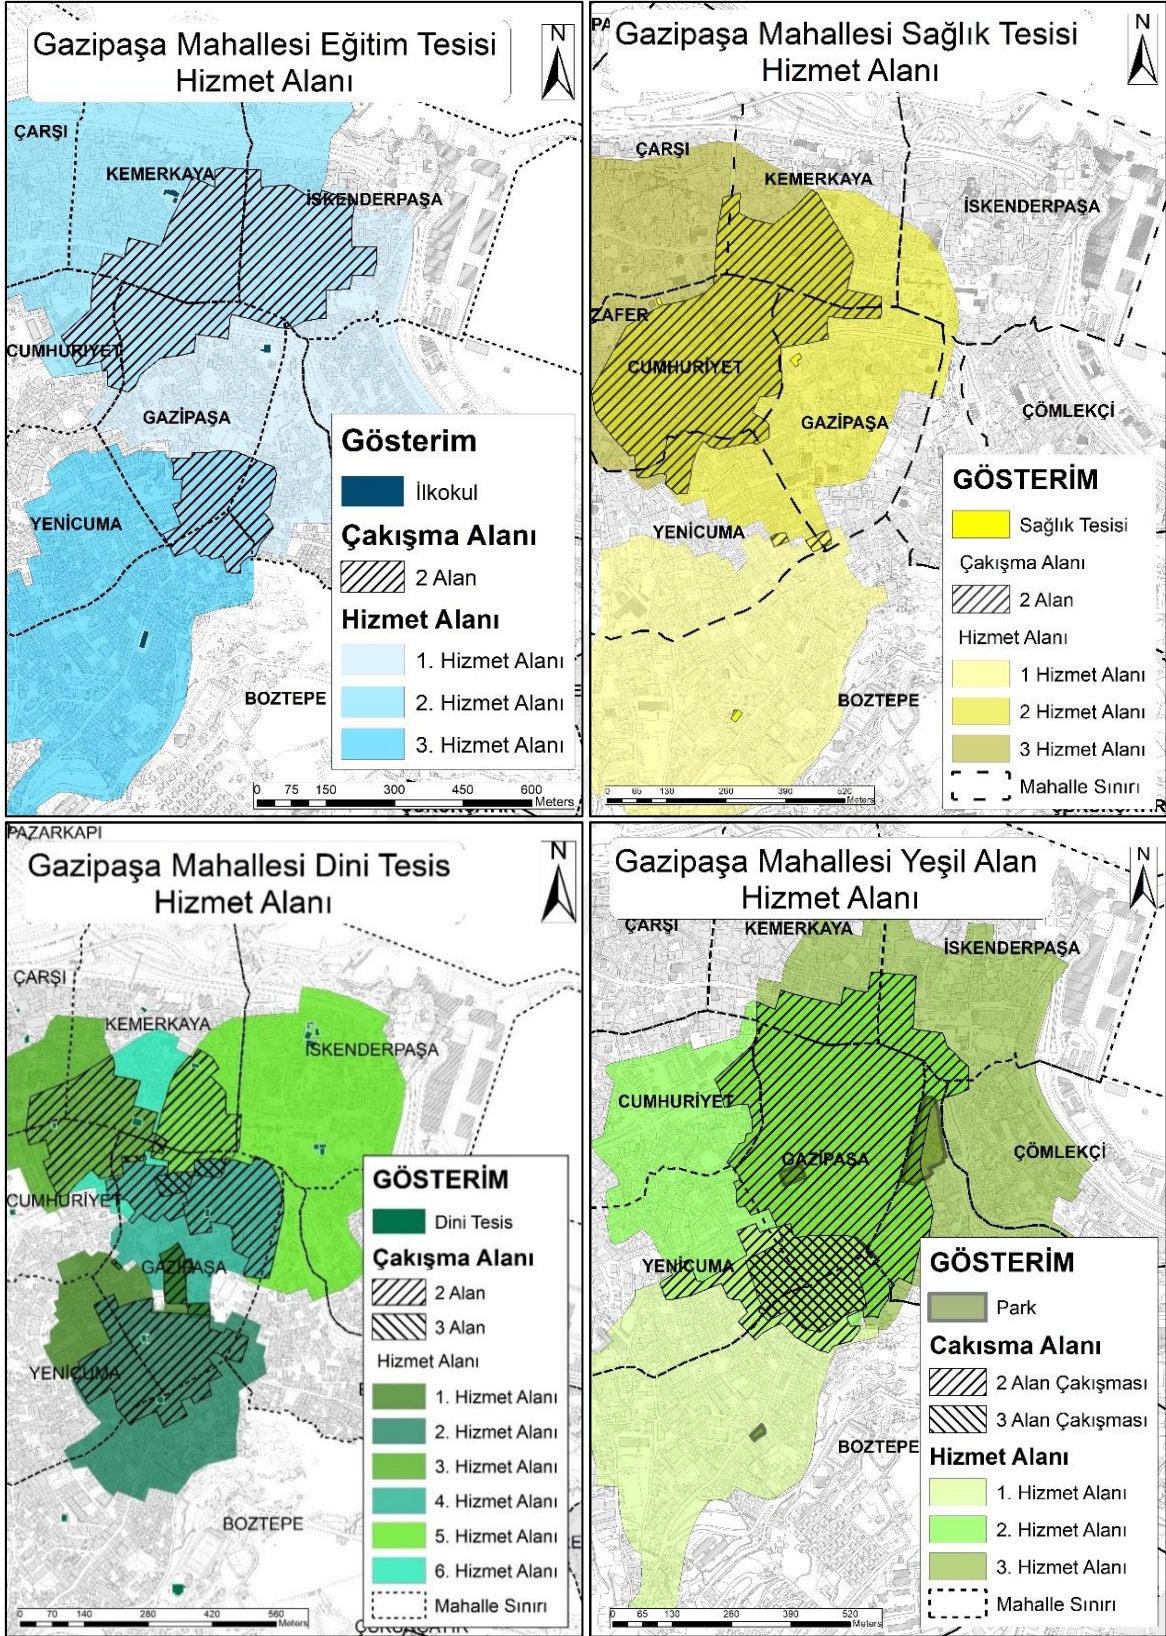 Gazipaşa Mahallesi Eğitim Tesisi
Hizmet Alanı
N
ÇARŞI
KEMERKAYA
İSKENDERPAŞA
CUMHURİYET
GAZİPAŞA
YENİCUMA
BOZTEPE
Gösterim
İlkokul
Çakışma Alanı
2 Alan
Hizmet Alanı
1. Hizmet Alanı
2. Hizmet Alanı
3. Hizmet Alanı
0 75 150 300 450 600
Meters
Gazipaşa Mahallesi Sağlık Tesisi
Hizmet Alanı
N
PA
ÇARŞI
KEMERKAYA
İSKENDERPAŞA
ZAFER
CUMHURİYET
GAZİPAŞA
ÇÖMLEKÇİ
YENİCUMA
BOZTEPE
GÖSTERİM
Sağlık Tesisi
Çakışma Alanı
2 Alan
Hizmet Alanı
1 Hizmet Alanı
2 Hizmet Alanı
3 Hizmet Alanı
Mahalle Sınırı
0 65 130 260 390 520
Meters
PAZARKAPI
Gazipaşa Mahallesi Dini Tesis
Hizmet Alanı
N
ÇARŞI
KEMERKAYA
İSKENDERPAŞA
CUMHURİYET
GAZİPAŞA
YENİCUMA
BOZTEPE
GÖSTERİM
Dini Tesis
Çakışma Alanı
2 Alan
3 Alan
Hizmet Alanı
1. Hizmet Alanı
2. Hizmet Alanı
3. Hizmet Alanı
4. Hizmet Alanı
5. Hizmet Alanı
6. Hizmet Alanı
Mahalle Sınırı
0 70 140 280 420 560
Meters
Gazipaşa Mahallesi Yeşil Alan
Hizmet Alanı
N
ÇARŞI
KEMERKAYA
İSKENDERPAŞA
CUMHURİYET
GAZİPAŞA
ÇÖMLEKÇİ
YENİCUMA
BOZTEPE
GÖSTERİM
Park
Cakısma Alanı
2 Alan Çakışması
3 Alan Çakışması
Hizmet Alanı
1. Hizmet Alanı
2. Hizmet Alanı
3. Hizmet Alanı
Mahalle Sınırı
0 65 130 260 390 520
Meters